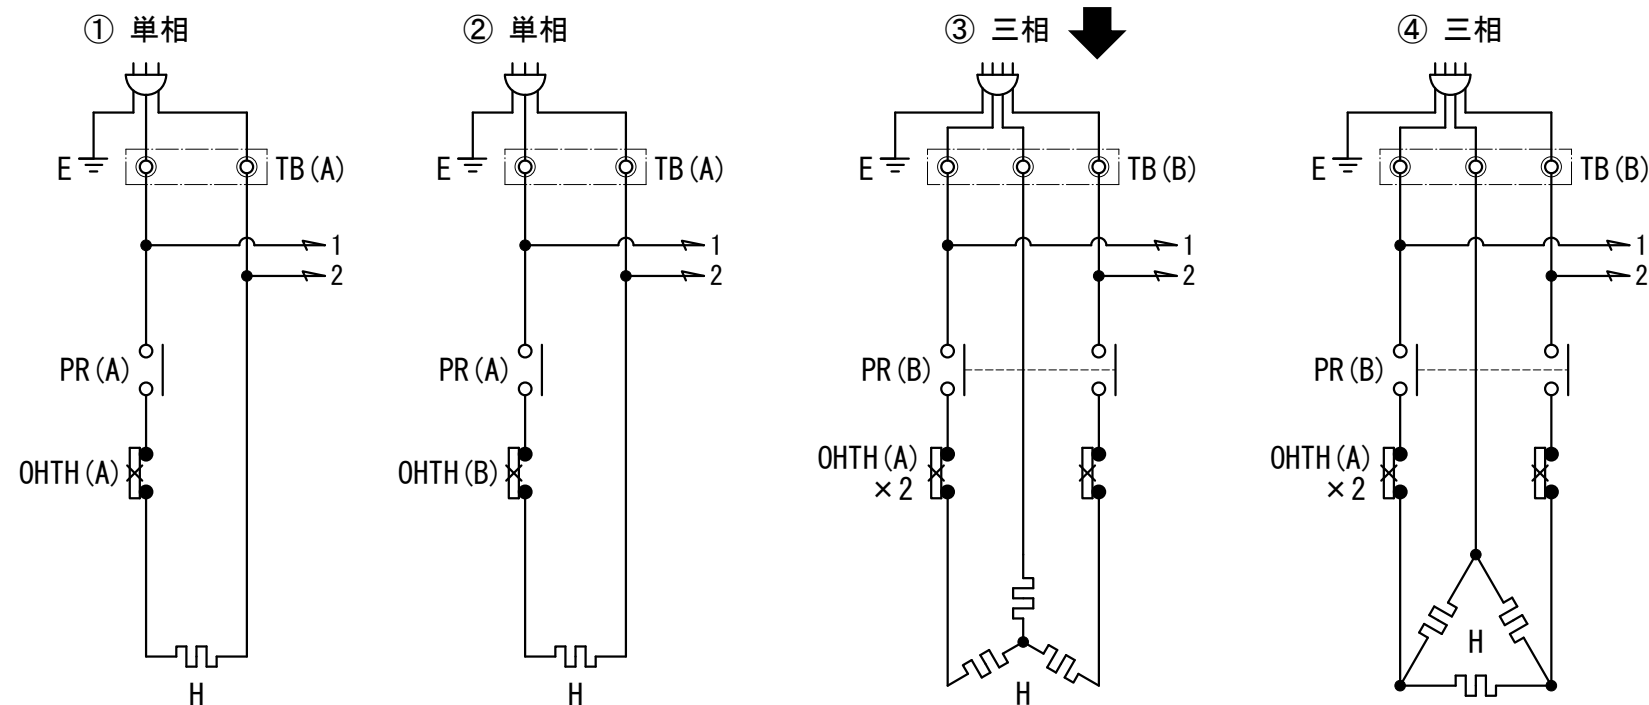 ① 単相
② 単相
③ 三相
④ 三相
E
TB(A)
E
TB(A)
E
TB(B)
E
TB(B)
1
1
1
1
2
2
2
2
PR(A)
PR(A)
PR(B)
PR(B)
OHTH(A)
OHTH(B)
OHTH(A)
×2
OHTH(A)
×2
H
H
H
H